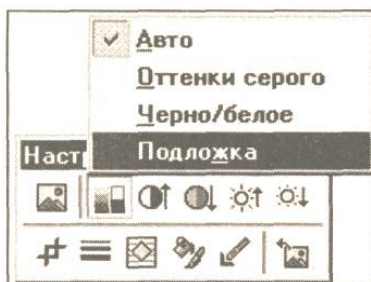 Авто
Оттенки серого
Черно/белое
Подложка
Наст